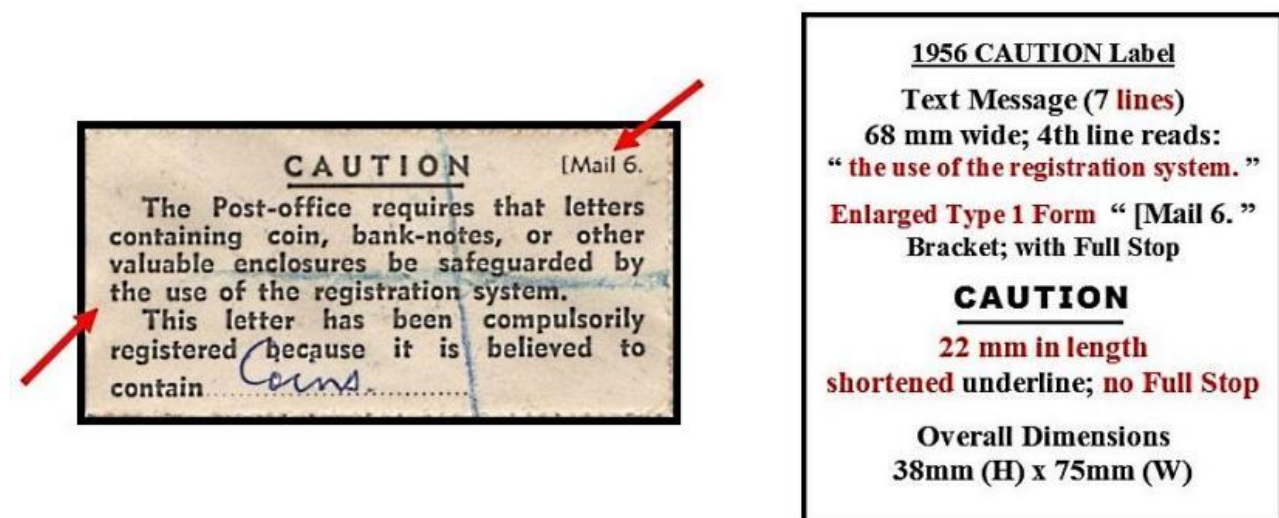 CAUTION [Mail 6.
The Post-office requires that letters
containing coin, bank-notes, or other
valuable enclosures be safeguarded by
the use of the registration system.
This letter has been compulsorily
registered because it is believed to
contain Coins.
1956 CAUTION Label
Text Message (7 lines)
68 mm wide; 4th line reads:
“ the use of the registration system. ”
Enlarged Type 1 Form “ [Mail 6. ”
Bracket; with Full Stop
CAUTION
22 mm in length
shortened underline; no Full Stop
Overall Dimensions
38mm (H) x 75mm (W)